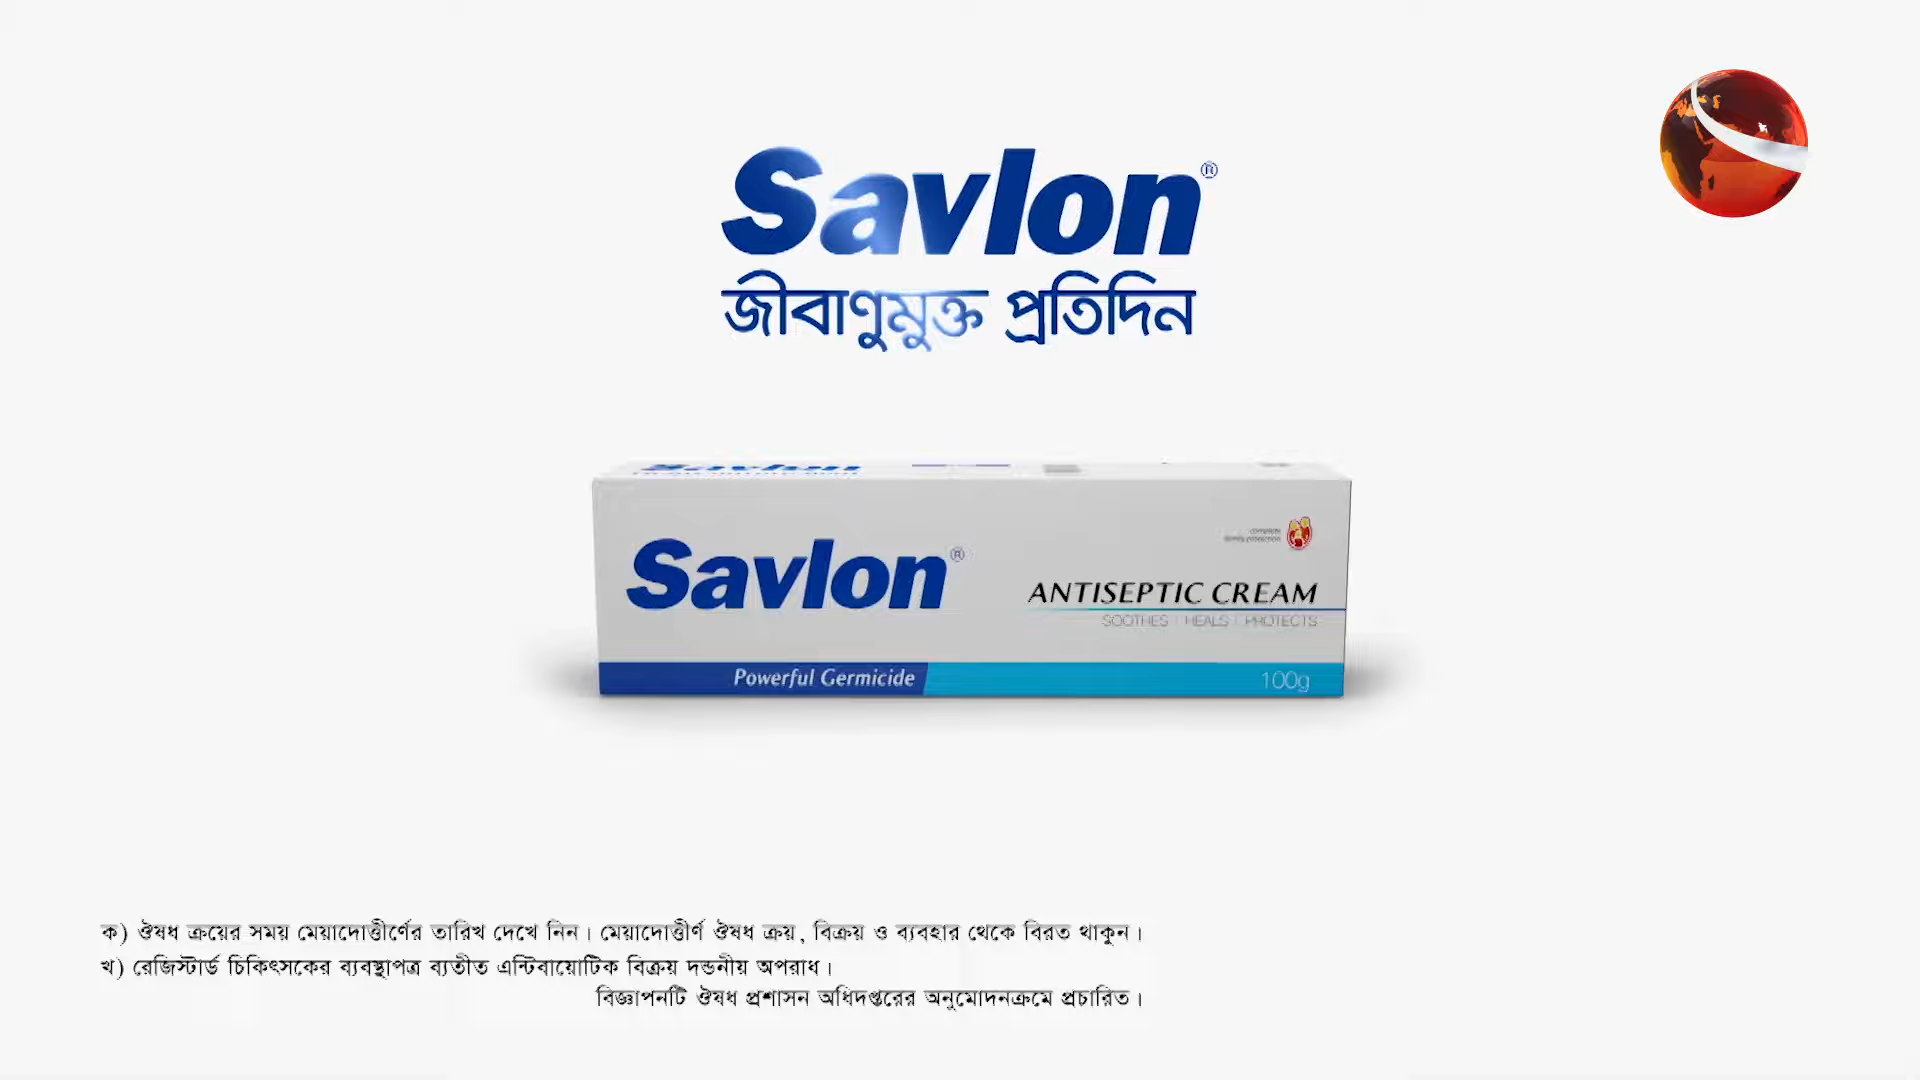 Savlon®
জীবাণুমুক্ত প্রতিদিন
Savlon®
ANTISEPTIC CREAM
SOOTHES HEALS PROTECTS
Powerful Germicide
100g
ক) ঔষধ ক্রয়ের সময় মেয়াদোত্তীর্ণের তারিখ দেখে নিন। মেয়াদোত্তীর্ণ ঔষধ ক্রয়, বিক্রয় ও ব্যবহার থেকে বিরত থাকুন।
খ) রেজিস্টার্ড চিকিৎসকের ব্যবস্থাপত্র ব্যতীত এন্টিবায়োটিক বিক্রয় দন্ডনীয় অপরাধ।
বিজ্ঞাপনটি ঔষধ প্রশাসন অধিদপ্তরের অনুমোদনক্রমে প্রচারিত।